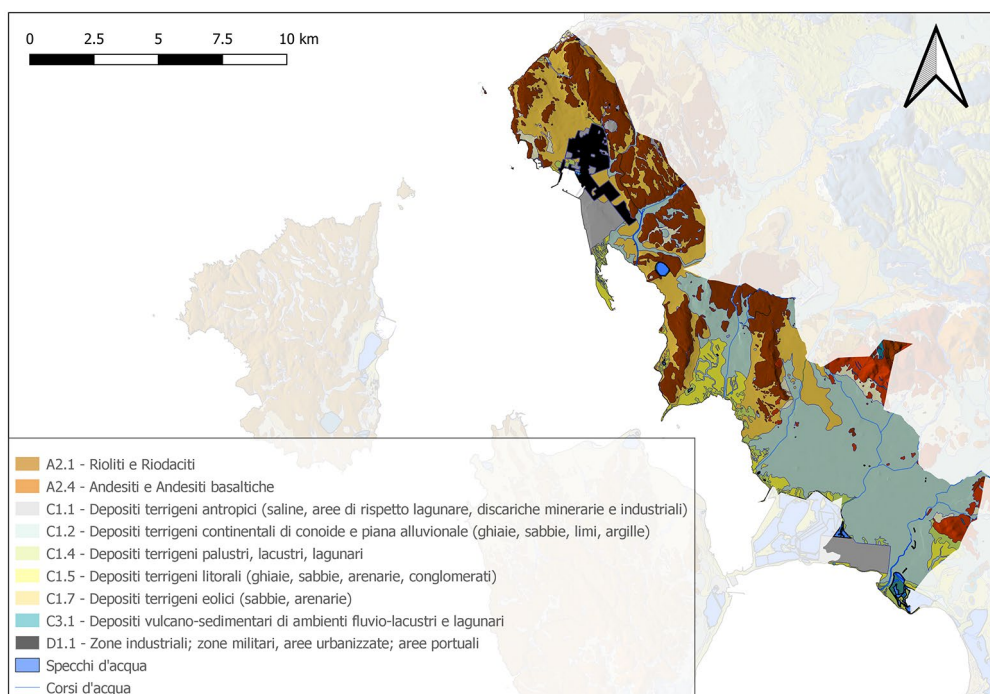 0 2.5 5 7.5 10 km
A2.1 - Rioliti e Riodaciti
A2.4 - Andesiti e Andesiti basaltiche
C1.1 - Depositi terrigeni antropici (saline, aree di rispetto lagunare, discariche minerarie e industriali)
C1.2 - Depositi terrigeni continentali di conoide e piana alluvionale (ghiaie, sabbie, limi, argille)
C1.4 - Depositi terrigeni palustri, lacustri, lagunari
C1.5 - Depositi terrigeni litorali (ghiaie, sabbie, arenarie, conglomerati)
C1.7 - Depositi terrigeni eolici (sabbie, arenarie)
C3.1 - Depositi vulcano-sedimentari di ambienti fluvio-lacustri e lagunari
D1.1 - Zone industriali; zone militari, aree urbanizzate; aree portuali
Specchi d'acqua
Corsi d'acqua